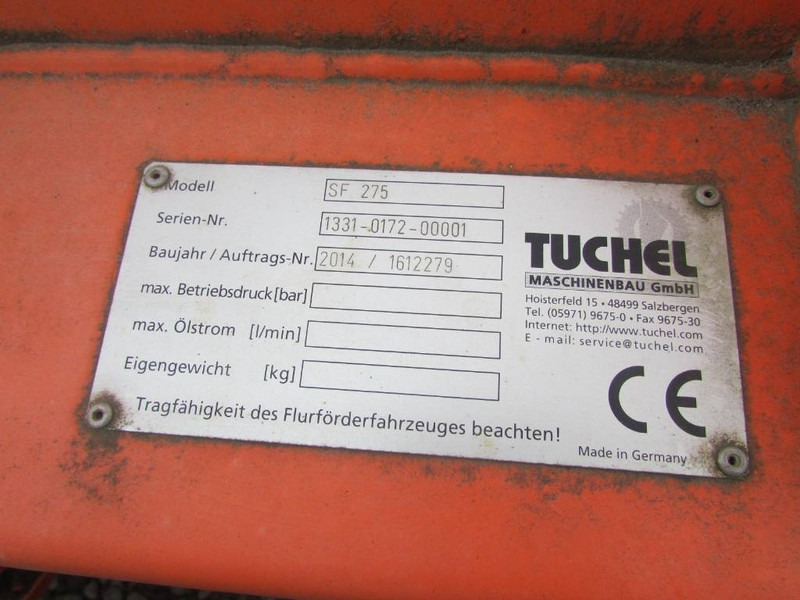 Modell SF 275
Serien-Nr. 1331-0172-00001
Baujahr / Auftrags-Nr. 2014 / 1612279
max. Betriebsdruck [bar]
max. Ölstrom [l/min]
Eigengewicht [kg]
Tragfähigkeit des Flurförderfahrzeuges beachten!
TUCHEL
MASCHINENBAU GmbH
Hoisterfeld 15 • 48499 Salzbergen
Tel. (05971) 9675-0 • Fax 9675-30
Internet: http://www.tuchel.com
E - mail: service@tuchel.com
CE
Made in Germany